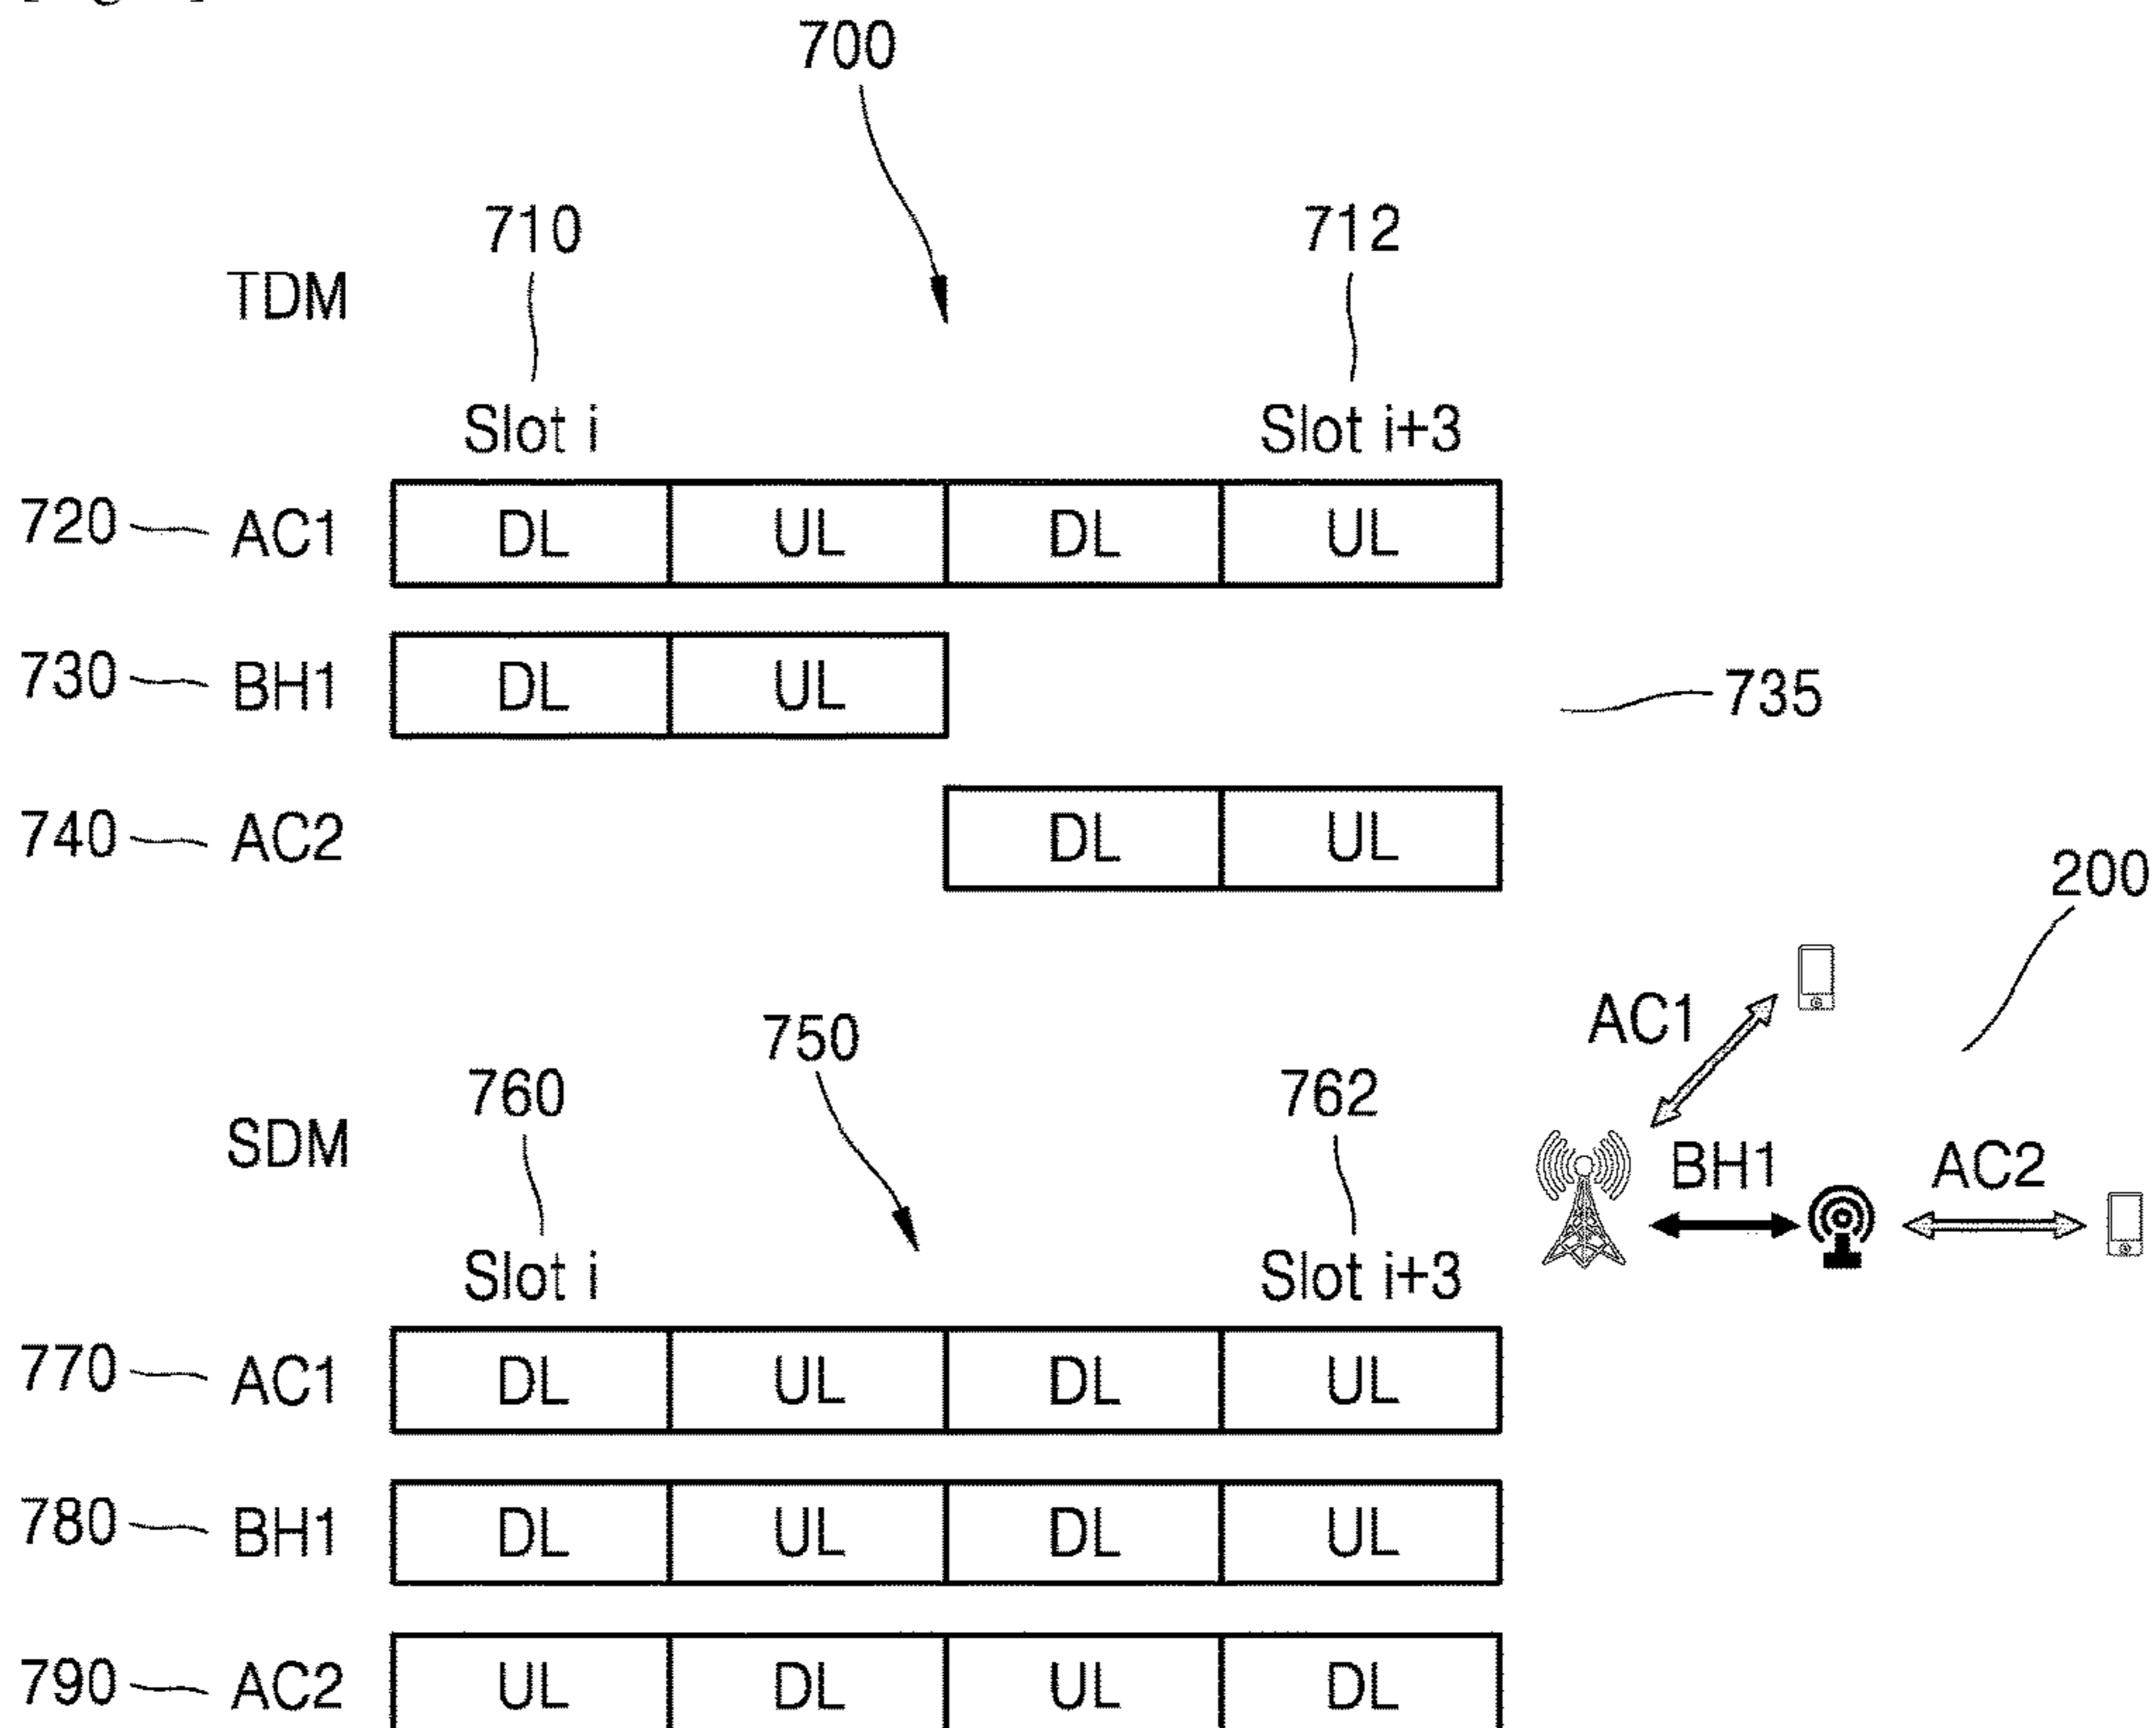 700
710 712
TDM
Slot i Slot i+3
720 AC1 DL UL DL UL
730 BH1 DL UL 735
740 AC2 DL UL
200
AC1
750
760 762
SDM BH1 AC2
Slot i Slot i+3
770 AC1 DL UL DL UL
780 BH1 DL UL DL UL
790 AC2 UL DL UL DL